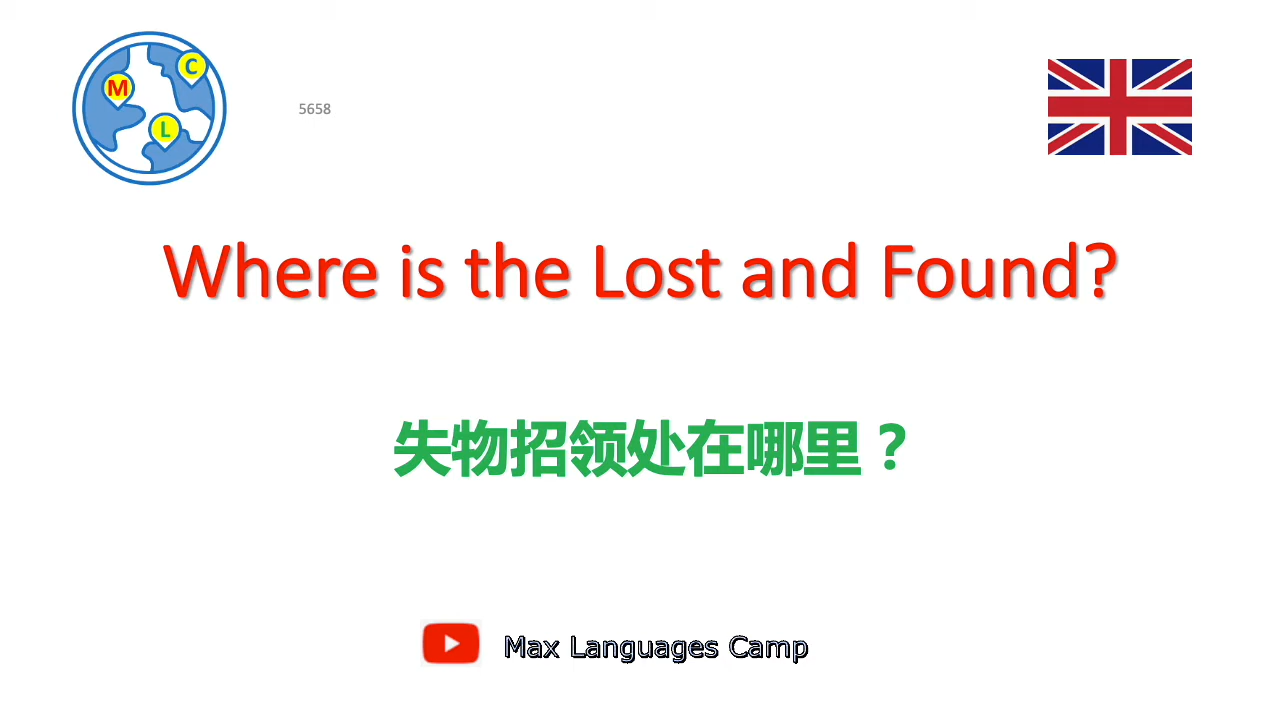 M
C
L
5658
Where is the Lost and Found?
失物招领处在哪里？
Max Languages Camp